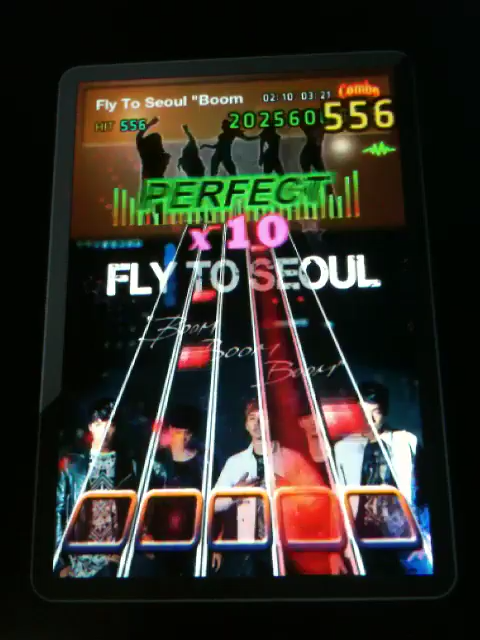 Fly To Seoul "Boom
02:10 03:21
Combo
HIT 556
202560
556
PERFECT
x10
FLY TO SEOUL
BOOM
BOOM
BOOM